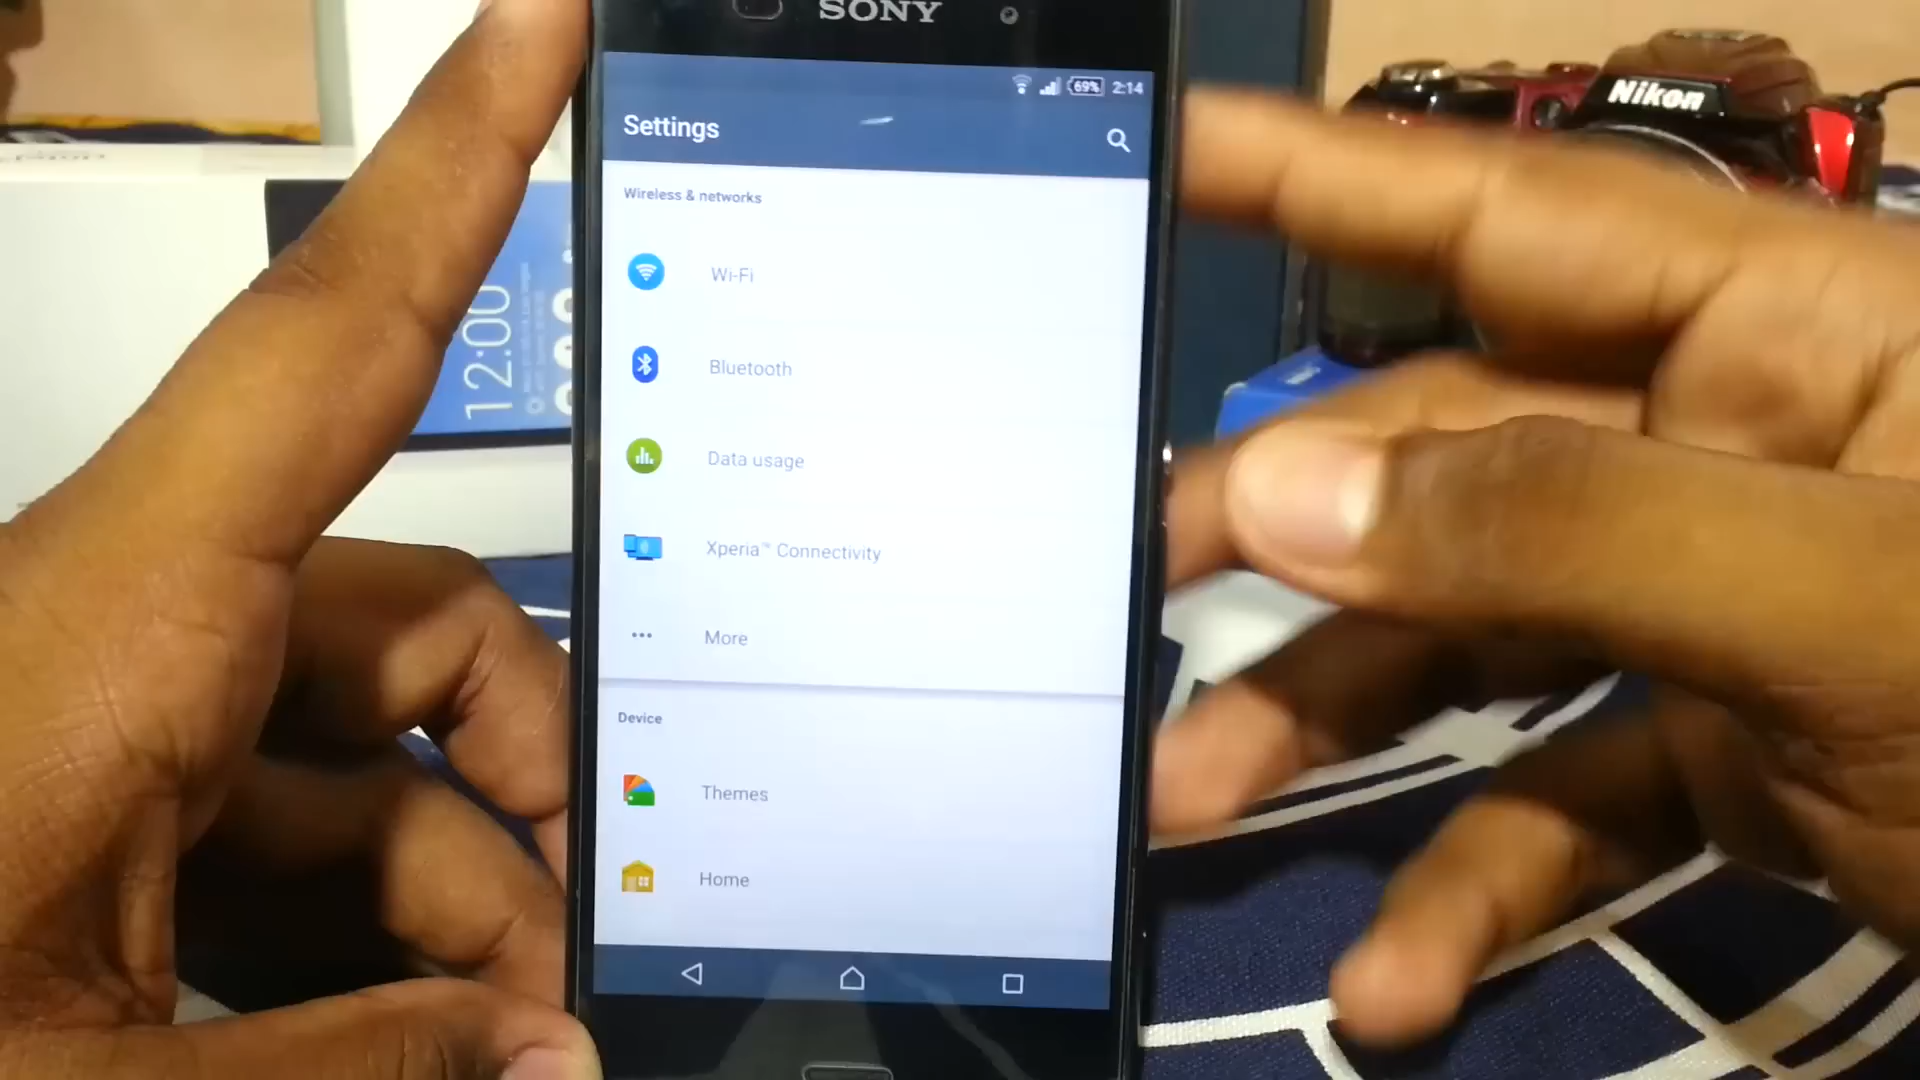 SONY
69% 2:14
Settings
Nikon
Wireless & networks
Wi-Fi
Bluetooth
Data usage
Xperia™ Connectivity
More
Device
Themes
Home
12:00